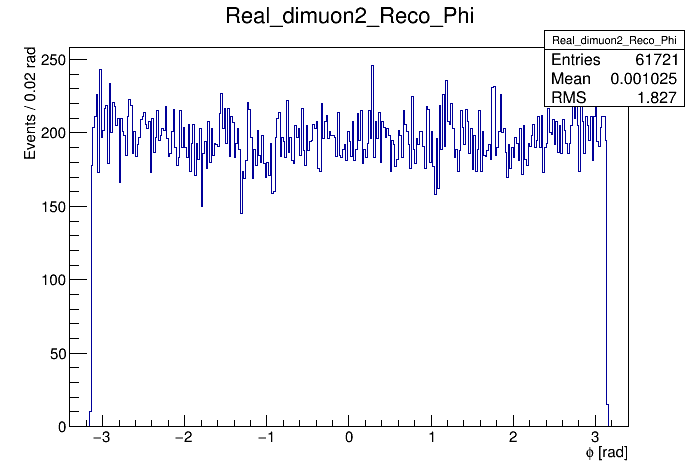 Real_dimuon2_Reco_Phi
Real_dimuon2_Reco_Phi
Entries 61721
Mean 0.001025
RMS 1.827
Events / 0.02 rad
250
200
150
100
50
0
−3 −2 −1 0 1 2 3
ϕ [rad]